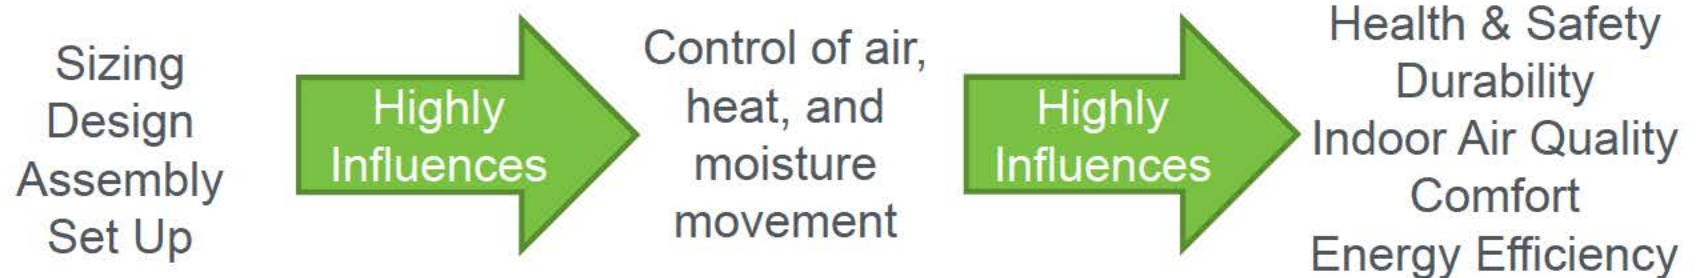 Sizing
Design
Assembly
Set Up
Highly
Influences
Control of air,
heat, and
moisture
movement
Highly
Influences
Health & Safety
Durability
Indoor Air Quality
Comfort
Energy Efficiency